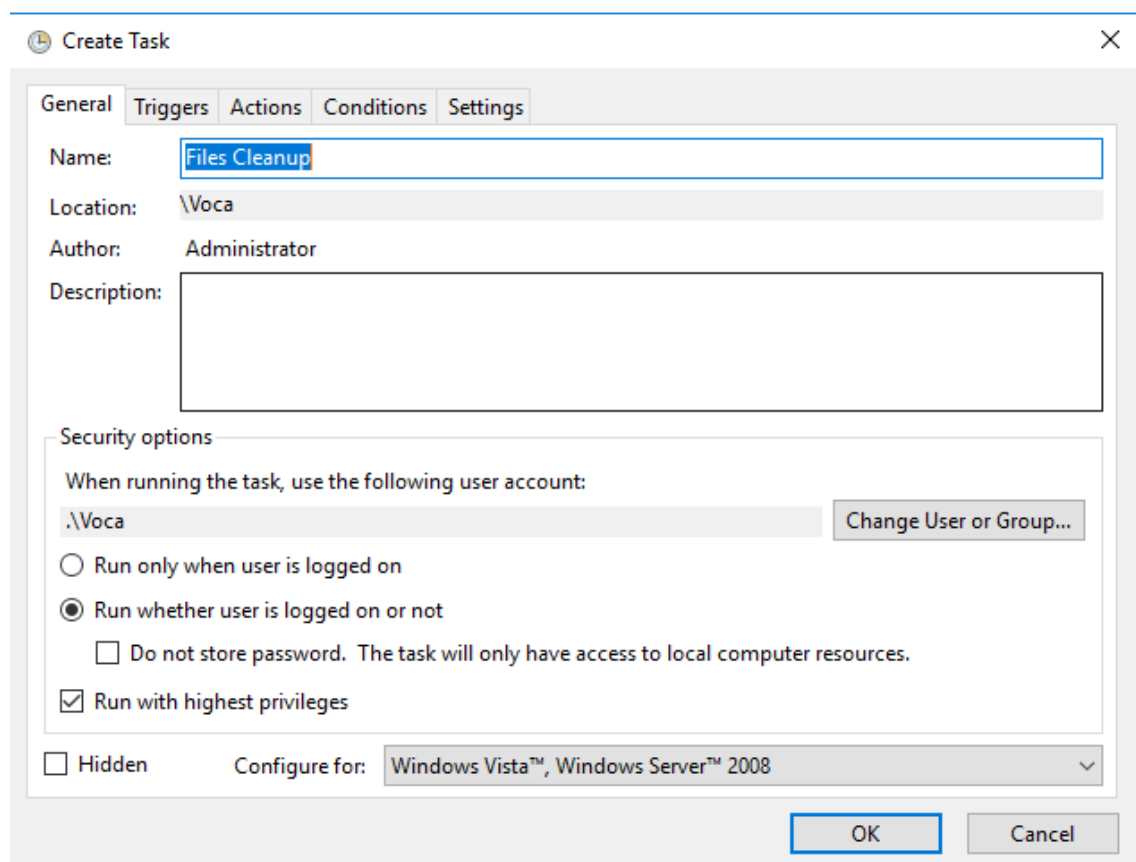 Create Task
General Triggers Actions Conditions Settings
Name: Files Cleanup
Location: \Voca
Author: Administrator
Description:
Security options
When running the task, use the following user account:
.\Voca Change User or Group...
Run only when user is logged on
Run whether user is logged on or not
Do not store password. The task will only have access to local computer resources.
Run with highest privileges
Hidden Configure for: Windows Vista™, Windows Server™ 2008
OK Cancel